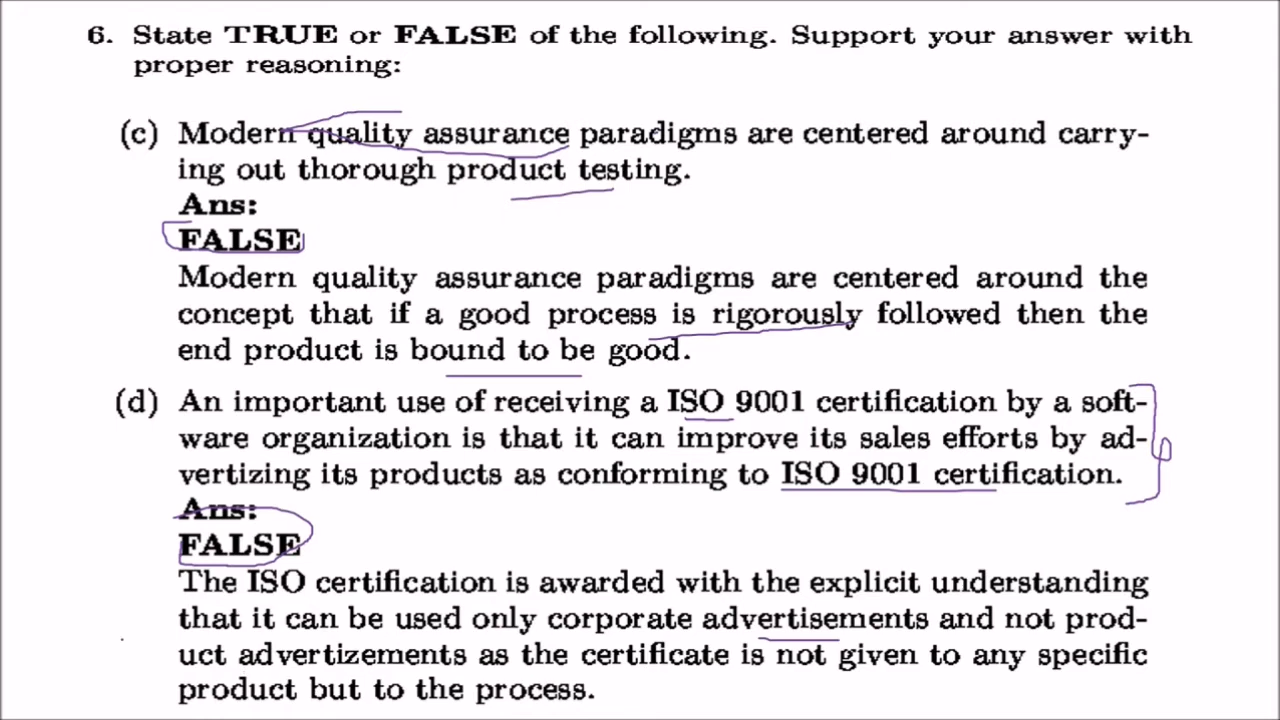 6. State TRUE or FALSE of the following. Support your answer with
proper reasoning:
(c) Modern quality assurance paradigms are centered around carry-
ing out thorough product testing.
Ans:
FALSE
Modern quality assurance paradigms are centered around the
concept that if a good process is rigorously followed then the
end product is bound to be good.
(d) An important use of receiving a ISO 9001 certification by a soft-
ware organization is that it can improve its sales efforts by ad-
vertizing its products as conforming to ISO 9001 certification.
Ans:
FALSE
The ISO certification is awarded with the explicit understanding
that it can be used only corporate advertisements and not prod-
uct advertizements as the certificate is not given to any specific
product but to the process.